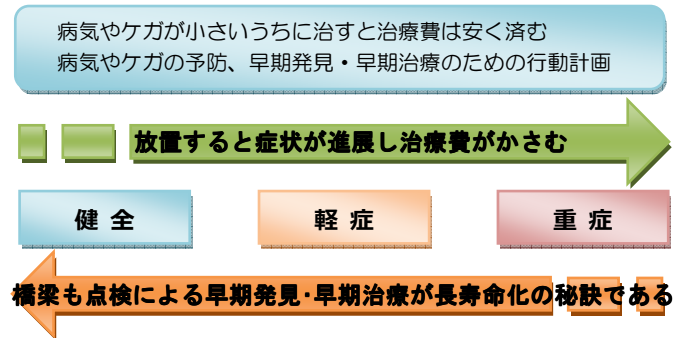 病気やケガが小さいうちに治すと治療費は安く済む
病気やケガの予防、早期発見・早期治療のための行動計画
放置すると症状が進展し治療費がかさむ
健 全
軽 症
重 症
橋梁も点検による早期発見・早期治療が長寿命化の秘訣である